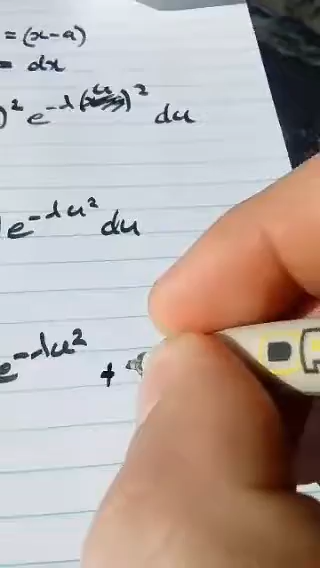 = (x-a)
= dx
)² e^-λ(u)² du
e^-λu² du
e^-λu² +